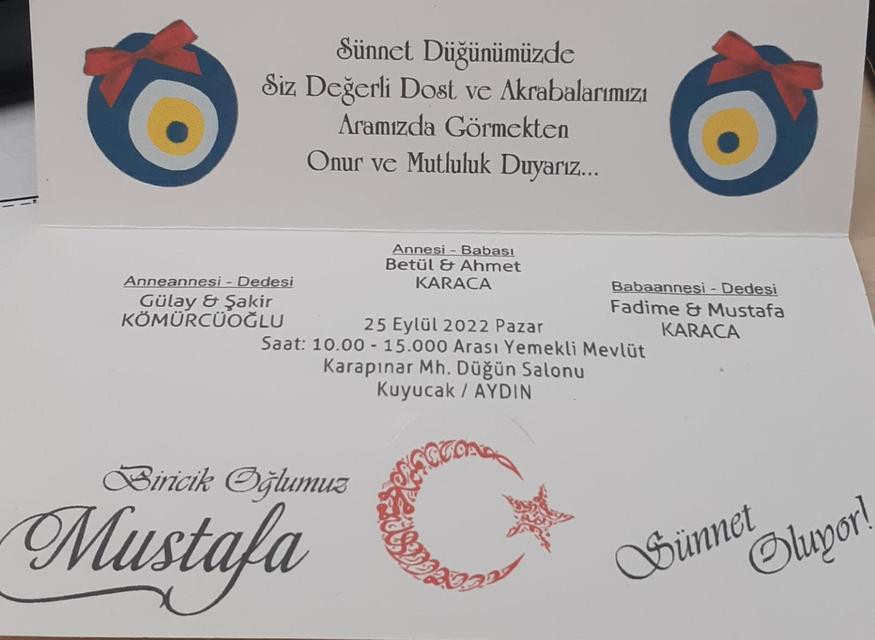 Sünnet Düğünümüzde
Siz Değerli Dost ve Akrabalarımızı
Aramızda Görmekten
Onur ve Mutluluk Duyarız...
Annesi - Babası
Betül & Ahmet
KARACA
Anneannesi - Dedesi
Gülay & Şakir
KÖMÜRCÜOĞLU
Babaannesi - Dedesi
Fadime & Mustafa
KARACA
25 Eylül 2022 Pazar
Saat: 10.00 - 15.000 Arası Yemekli Mevlüt
Karapınar Mh. Düğün Salonu
Kuyucak / AYDIN
Biricik Oğlumuz
Mustafa
Sünnet
Oluyor!